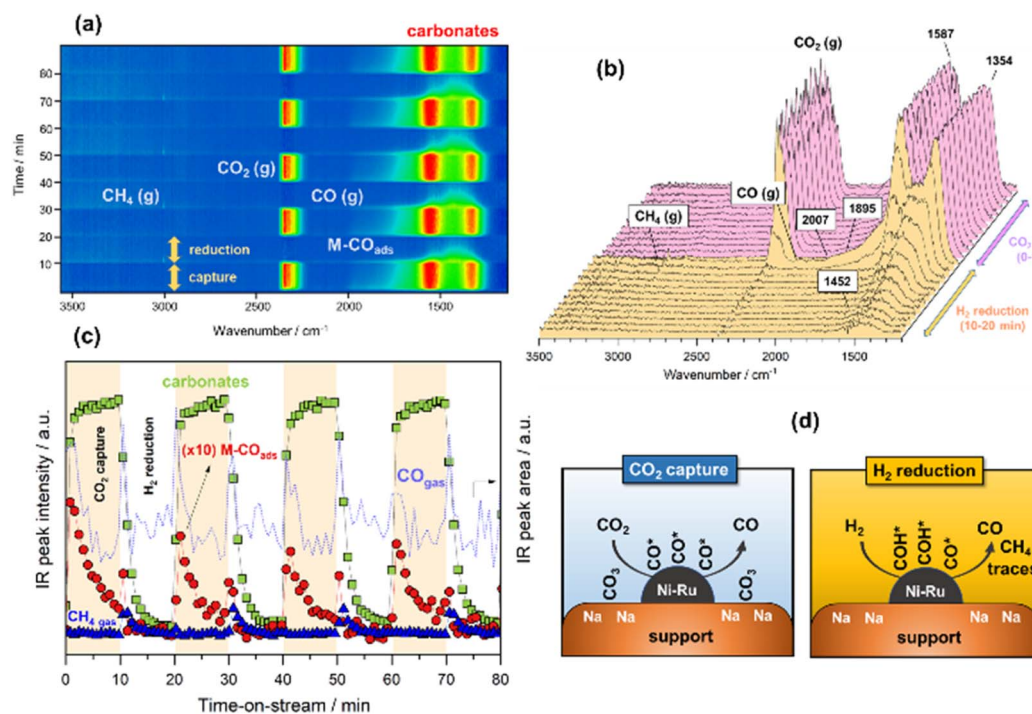 (a)
carbonates
Time / min
80
70
60
50
40
30
20
10
CO₂ (g)
CH₄ (g)
CO (g)
M-COads
reduction
capture
3500
3000
2500
2000
1500
Wavenumber / cm⁻¹
(b)
CO₂ (g)
1587
1354
CO (g)
CH₄ (g)
2007
1895
1452
CO₂
(0-
H₂ reduction
(10-20 min)
3500
3000
2500
2000
1500
Wavenumber / cm⁻¹
(c)
carbonates
CO₂ capture
H₂ reduction
(x10) M-COads
COgas
CH₄ gas
IR peak intensity / a.u.
IR peak area / a.u.
0
10
20
30
40
50
60
70
80
Time-on-stream / min
(d)
CO₂ capture
CO₂
CO
CO*
CO*
CO*
CO₃
CO₃
Ni-Ru
Na Na
Na
support
H₂ reduction
H₂
COH*
COH*
CO*
CO
CH₄
traces
Ni-Ru
Na Na
Na Na
support